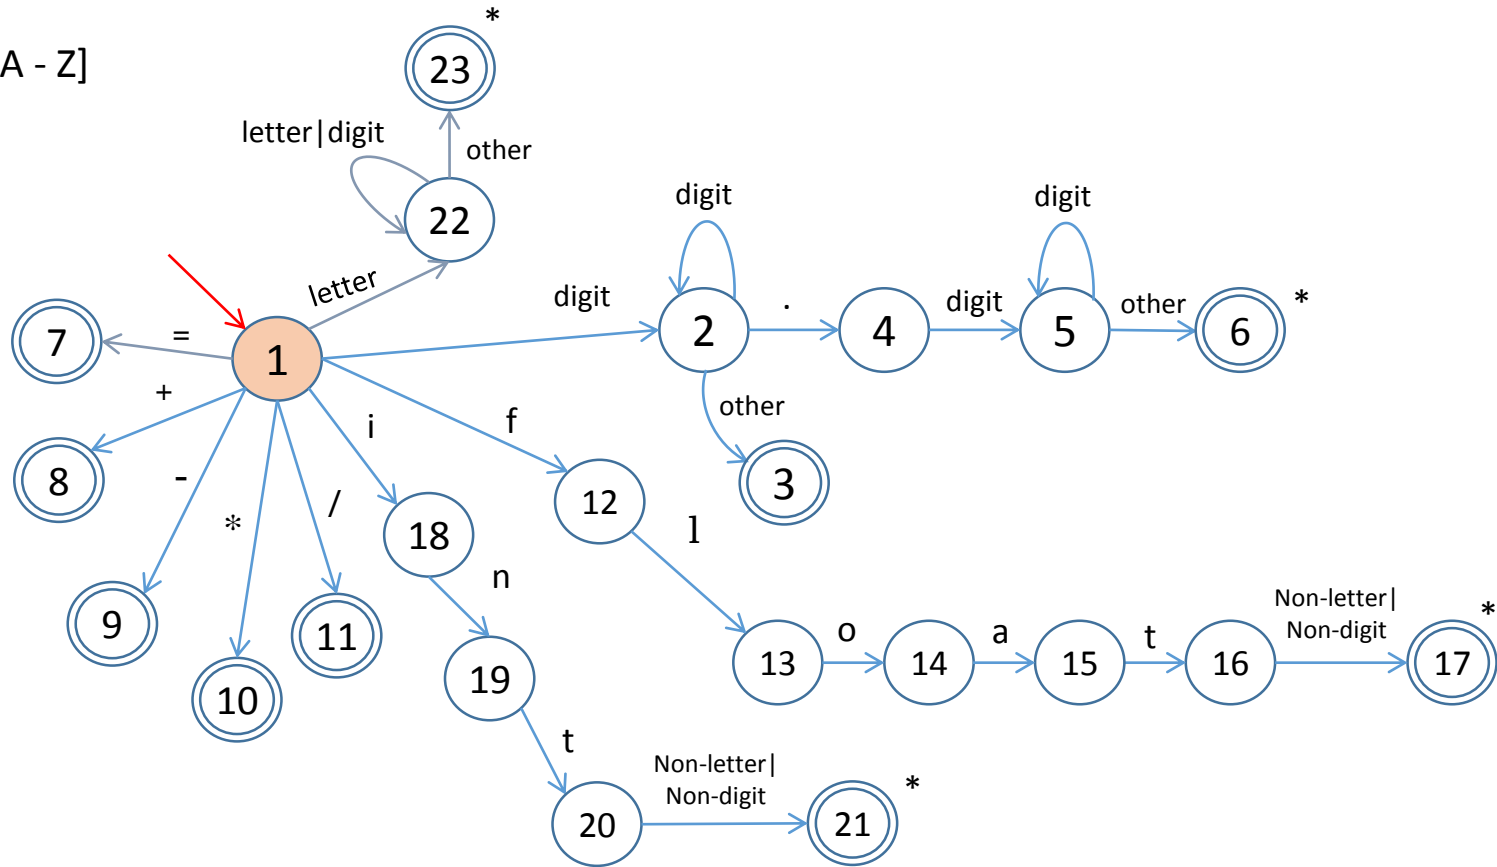 *
23
A - Z]
letter|digit
other
22
digit
digit
letter
digit
.
digit
other
*
7
=
1
2
4
5
6
+
i
f
other
8
-
*
/
18
12
3
l
n
9
11
10
19
13
o
14
a
15
t
16
Non-letter|
Non-digit
*
17
t
20
Non-letter|
Non-digit
*
21